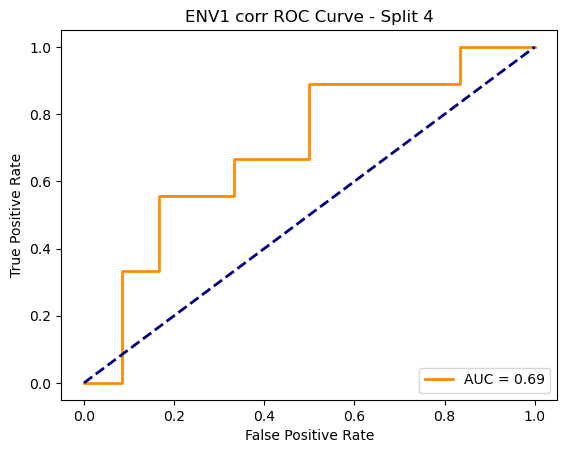 ENV1 corr ROC Curve - Split 4
True Positive Rate
1.0
0.8
0.6
0.4
0.2
0.0
AUC = 0.69
0.0 0.2 0.4 0.6 0.8 1.0
False Positive Rate